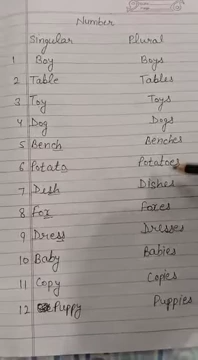 Number
Singular Plural
1 Boy Boys
2 Table Tables
3 Toy Toys
4 Dog Dogs
5 Bench Benches
6 Potato Potatoes
7 Dish Dishes
8 Fox Foxes
9 Dress Dresses
10 Baby Babies
11 Copy Copies
12 Puppy Puppies